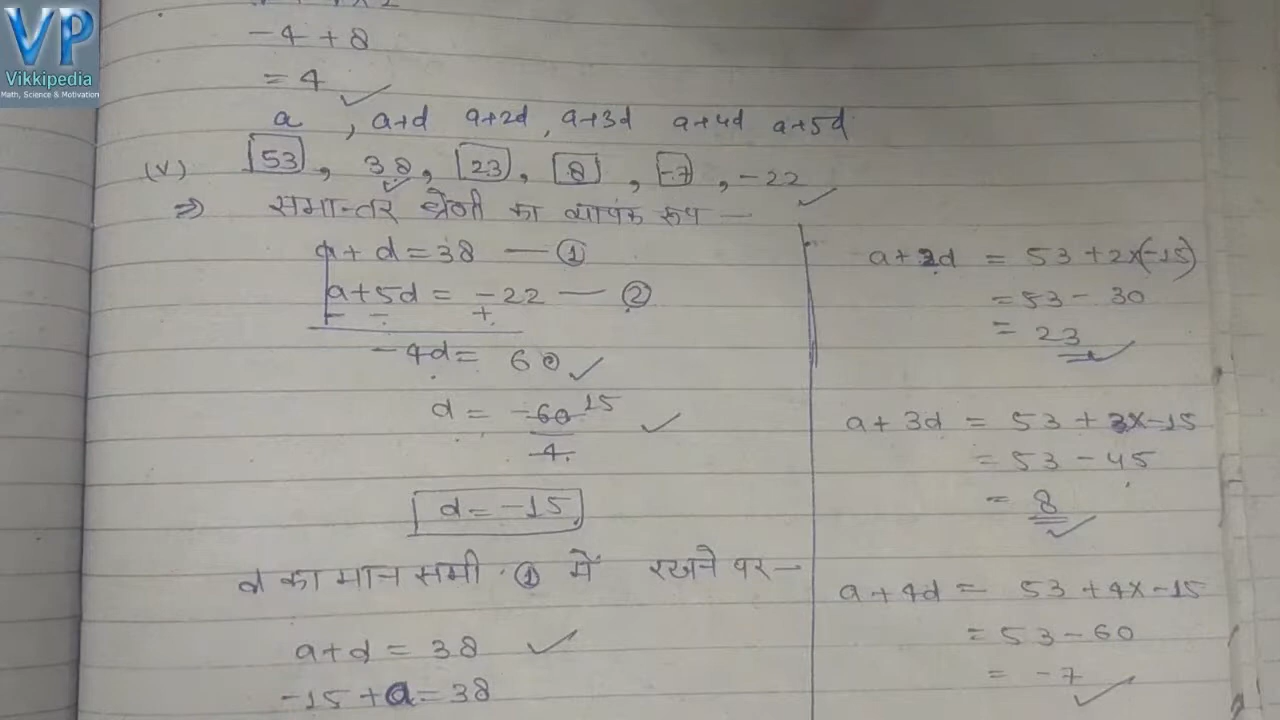 VP
Vikkipedia
Math, Science & Motivation
- 4 + 8
= 4
a , a+d a+2d , a+3d a+4d a+5d
(v) 53 , 38 , 23 , 8 , -7 , -22
⇒ समान्तर श्रेणी का व्यापक रूप —
a + d = 38 — ①
a + 5d = -22 — ②
- - +
-4d = 60
d = -60 15
4
d = -15
d का मान समी. ① में रखने पर —
a + d = 38
-15 + a = 38
a + 2d = 53 + 2×(-15)
= 53 - 30
= 23
a + 3d = 53 + 3× -15
= 53 - 45
= 8
a + 4d = 53 + 4× -15
= 53 - 60
= -7